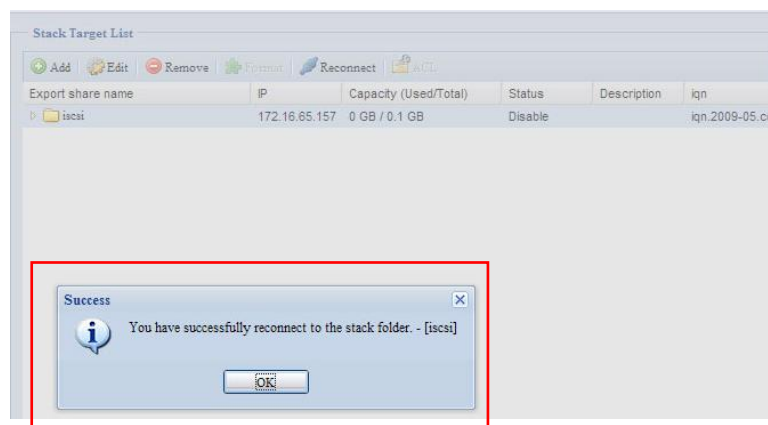 Stack Target List
Add Edit Remove Format Reconnect ACL
Export share name IP Capacity (Used/Total) Status Description iqn
iscsi 172.16.65.157 0 GB / 0.1 GB Disable iqn.2009-05.c
Success
You have successfully reconnect to the stack folder. - [iscsi]
OK